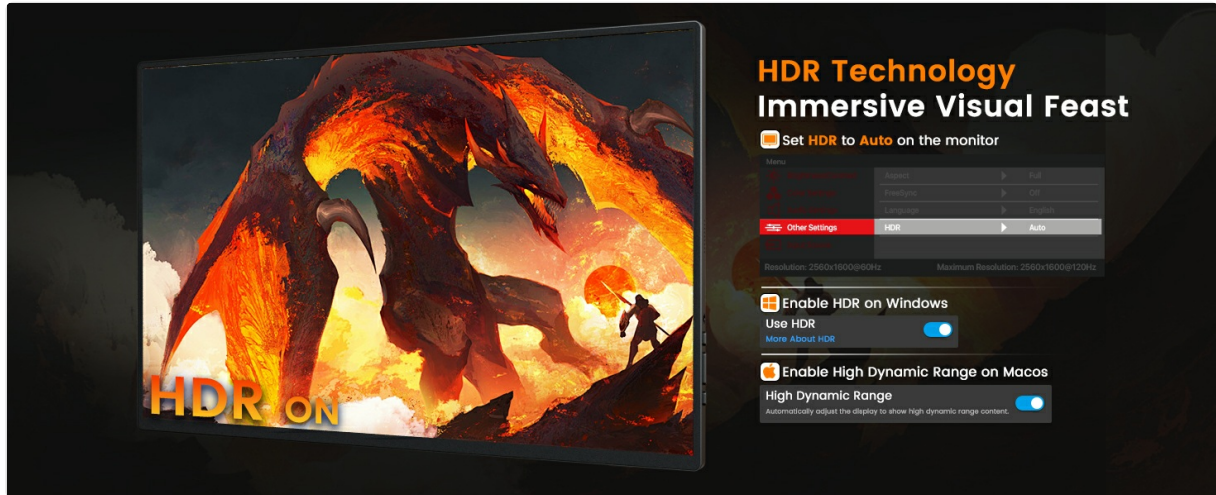 HDR Technology
Immersive Visual Feast
Set HDR to Auto on the monitor
Menu
Aspect Full
FreeSync Off
Language English
Other Settings HDR Auto
Resolution: 2560x1600@60Hz Maximum Resolution: 2560x1600@120Hz
Enable HDR on Windows
Use HDR
More About HDR
Enable High Dynamic Range on Macos
High Dynamic Range
Automatically adjust the display to show high dynamic range content.
HDR ON